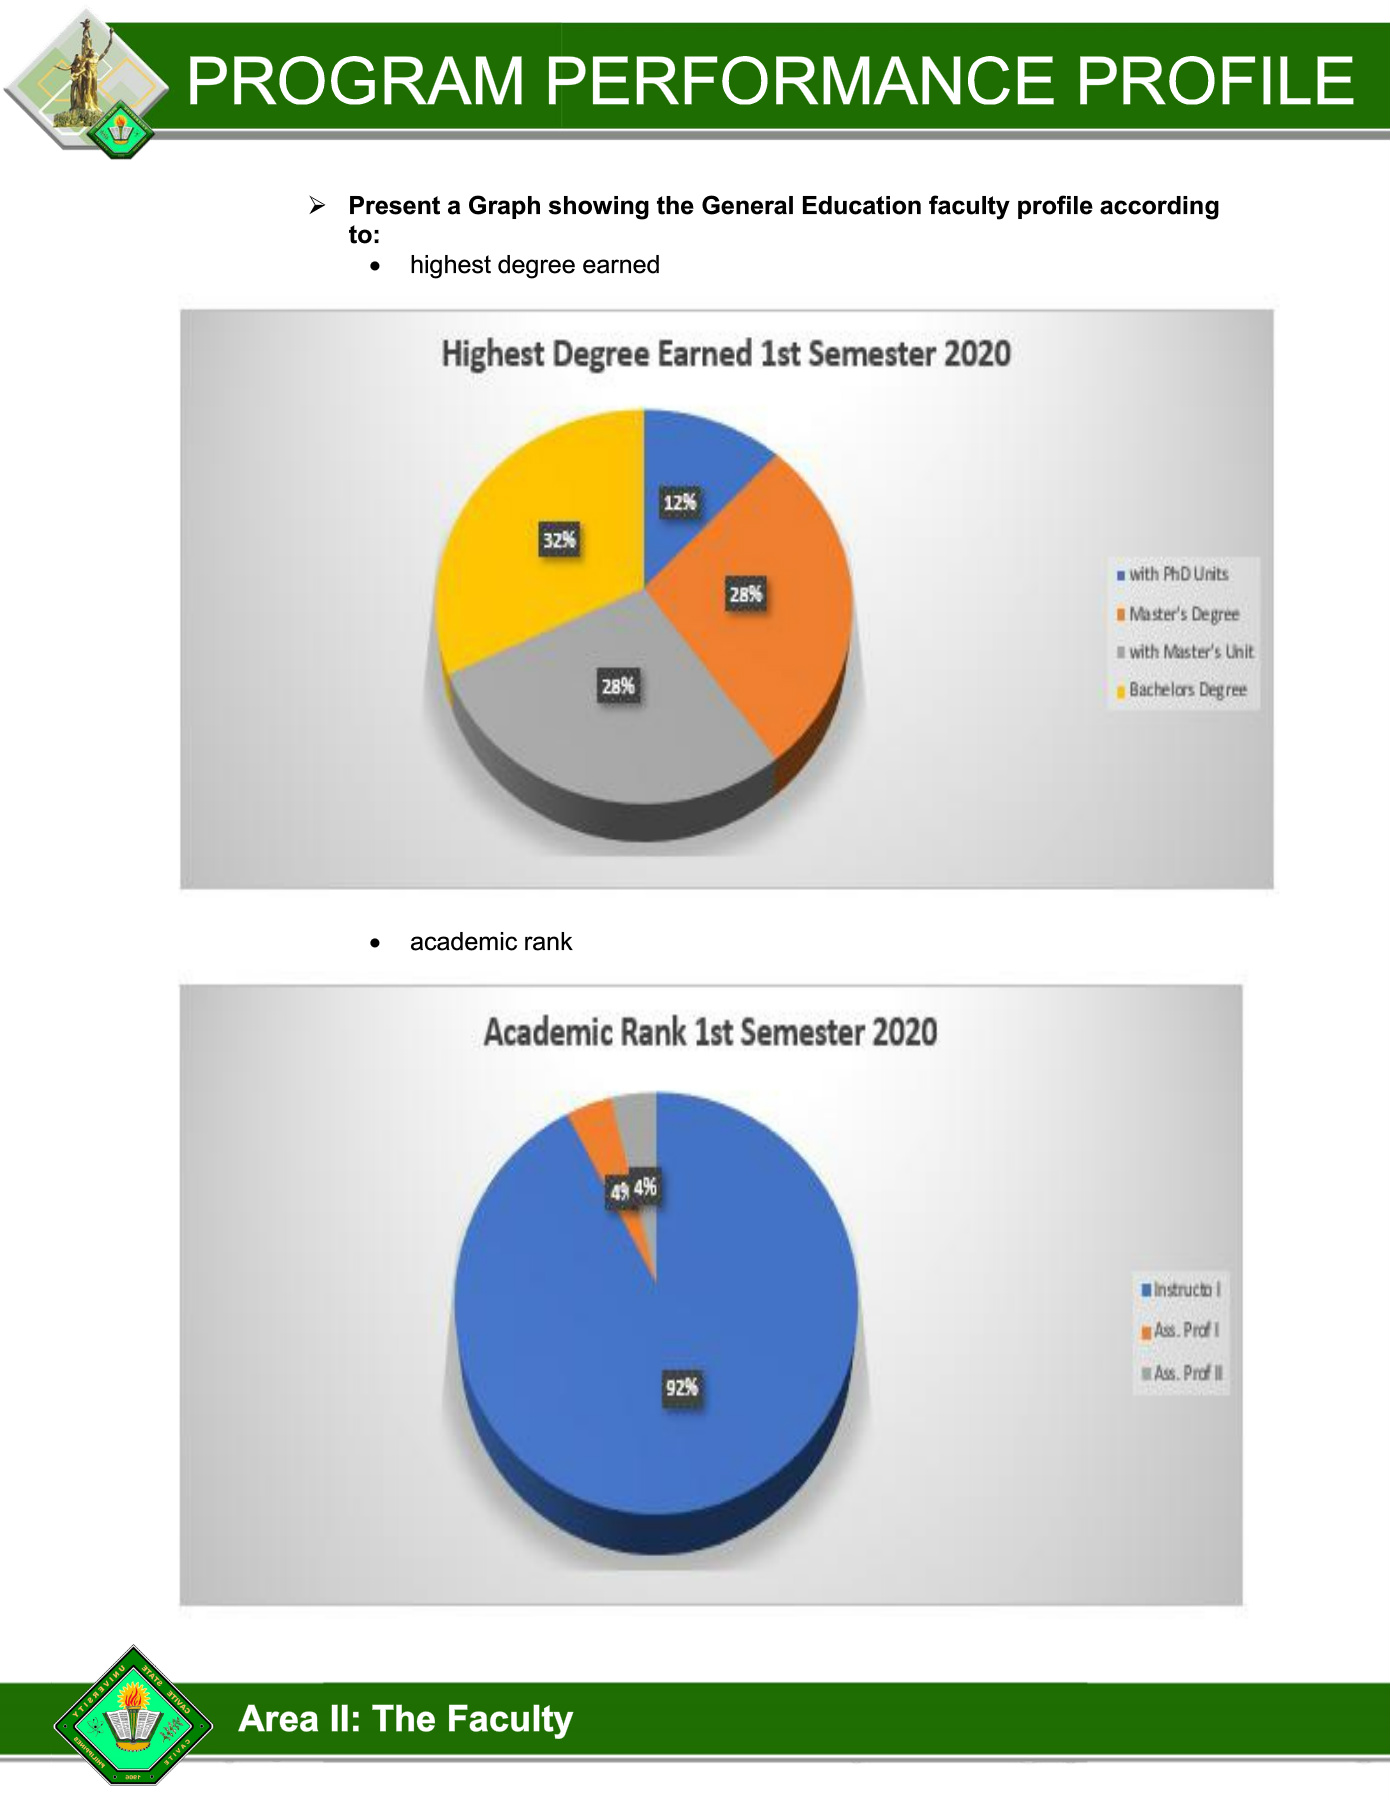 PROGRAM PERFORMANCE PROFILE
➢ Present a Graph showing the General Education faculty profile according
to:
• highest degree earned
Highest Degree Earned 1st Semester 2020
12%
32%
28%
28%
with PhD Units
Master's Degree
with Master's Unit
Bachelors Degree
• academic rank
Academic Rank 1st Semester 2020
4% 4%
92%
Instructo I
Ass. Prof I
Ass. Prof II
CAVITE STATE UNIVERSITY
CAVITE
PHILIPPINES
1906
Area II: The Faculty